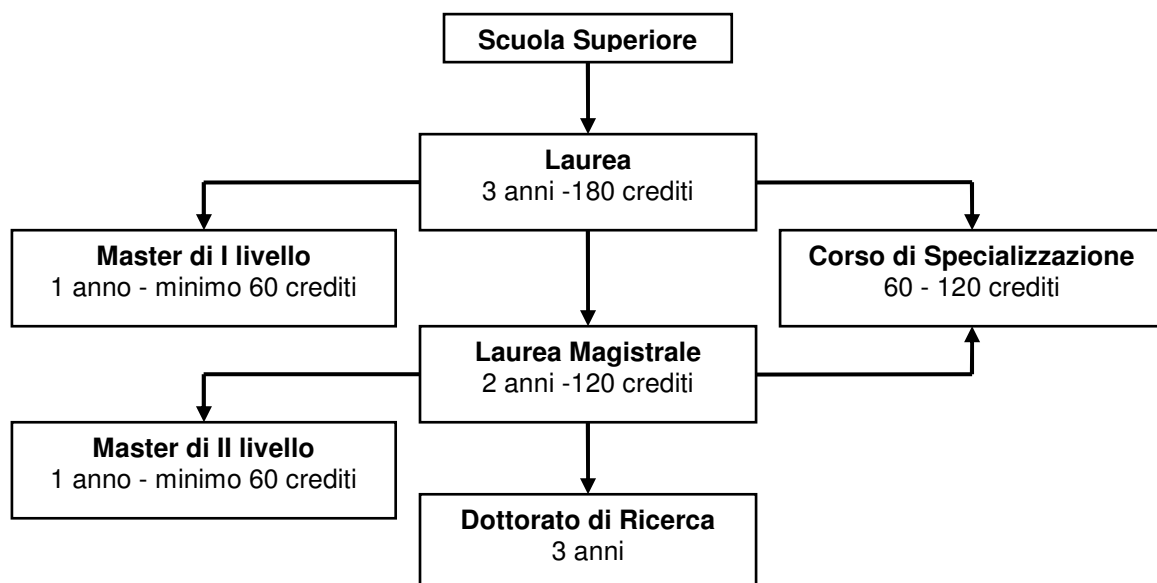 Scuola Superiore
Laurea
3 anni -180 crediti
Master di I livello
1 anno - minimo 60 crediti
Corso di Specializzazione
60 - 120 crediti
Laurea Magistrale
2 anni -120 crediti
Master di II livello
1 anno - minimo 60 crediti
Dottorato di Ricerca
3 anni